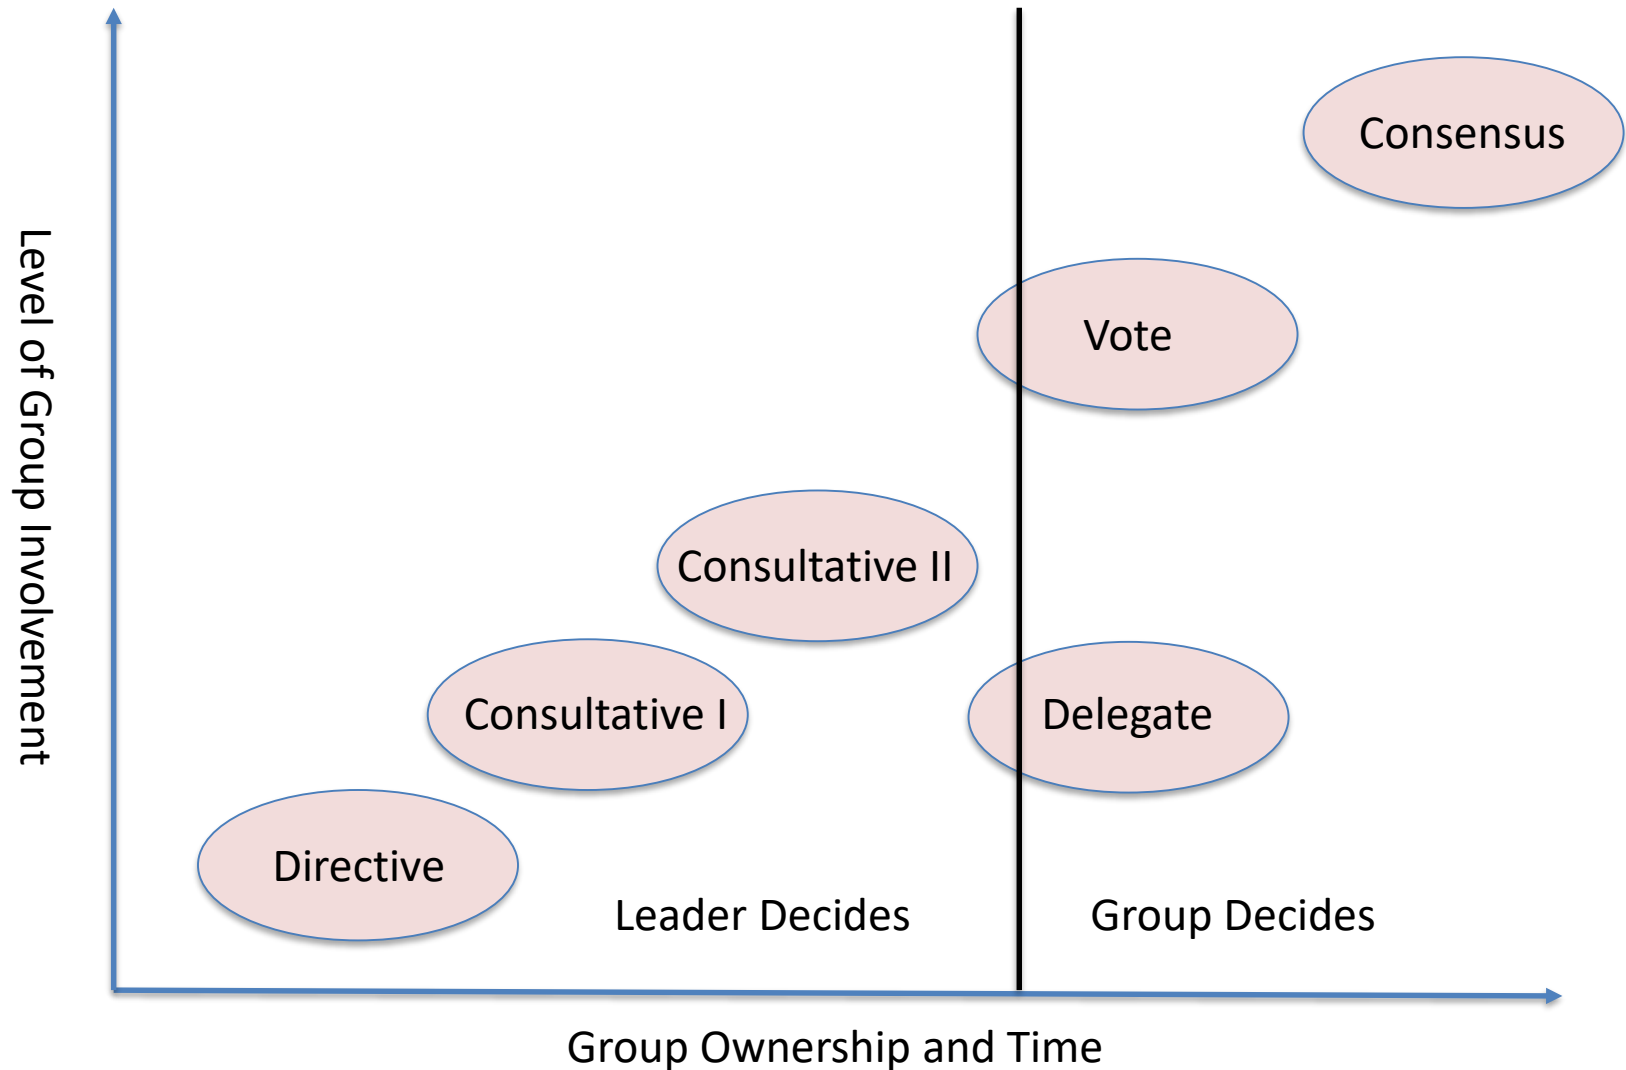 Consensus
Vote
Level of Group Involvement
Consultative II
Consultative I
Delegate
Directive
Leader Decides
Group Decides
Group Ownership and Time